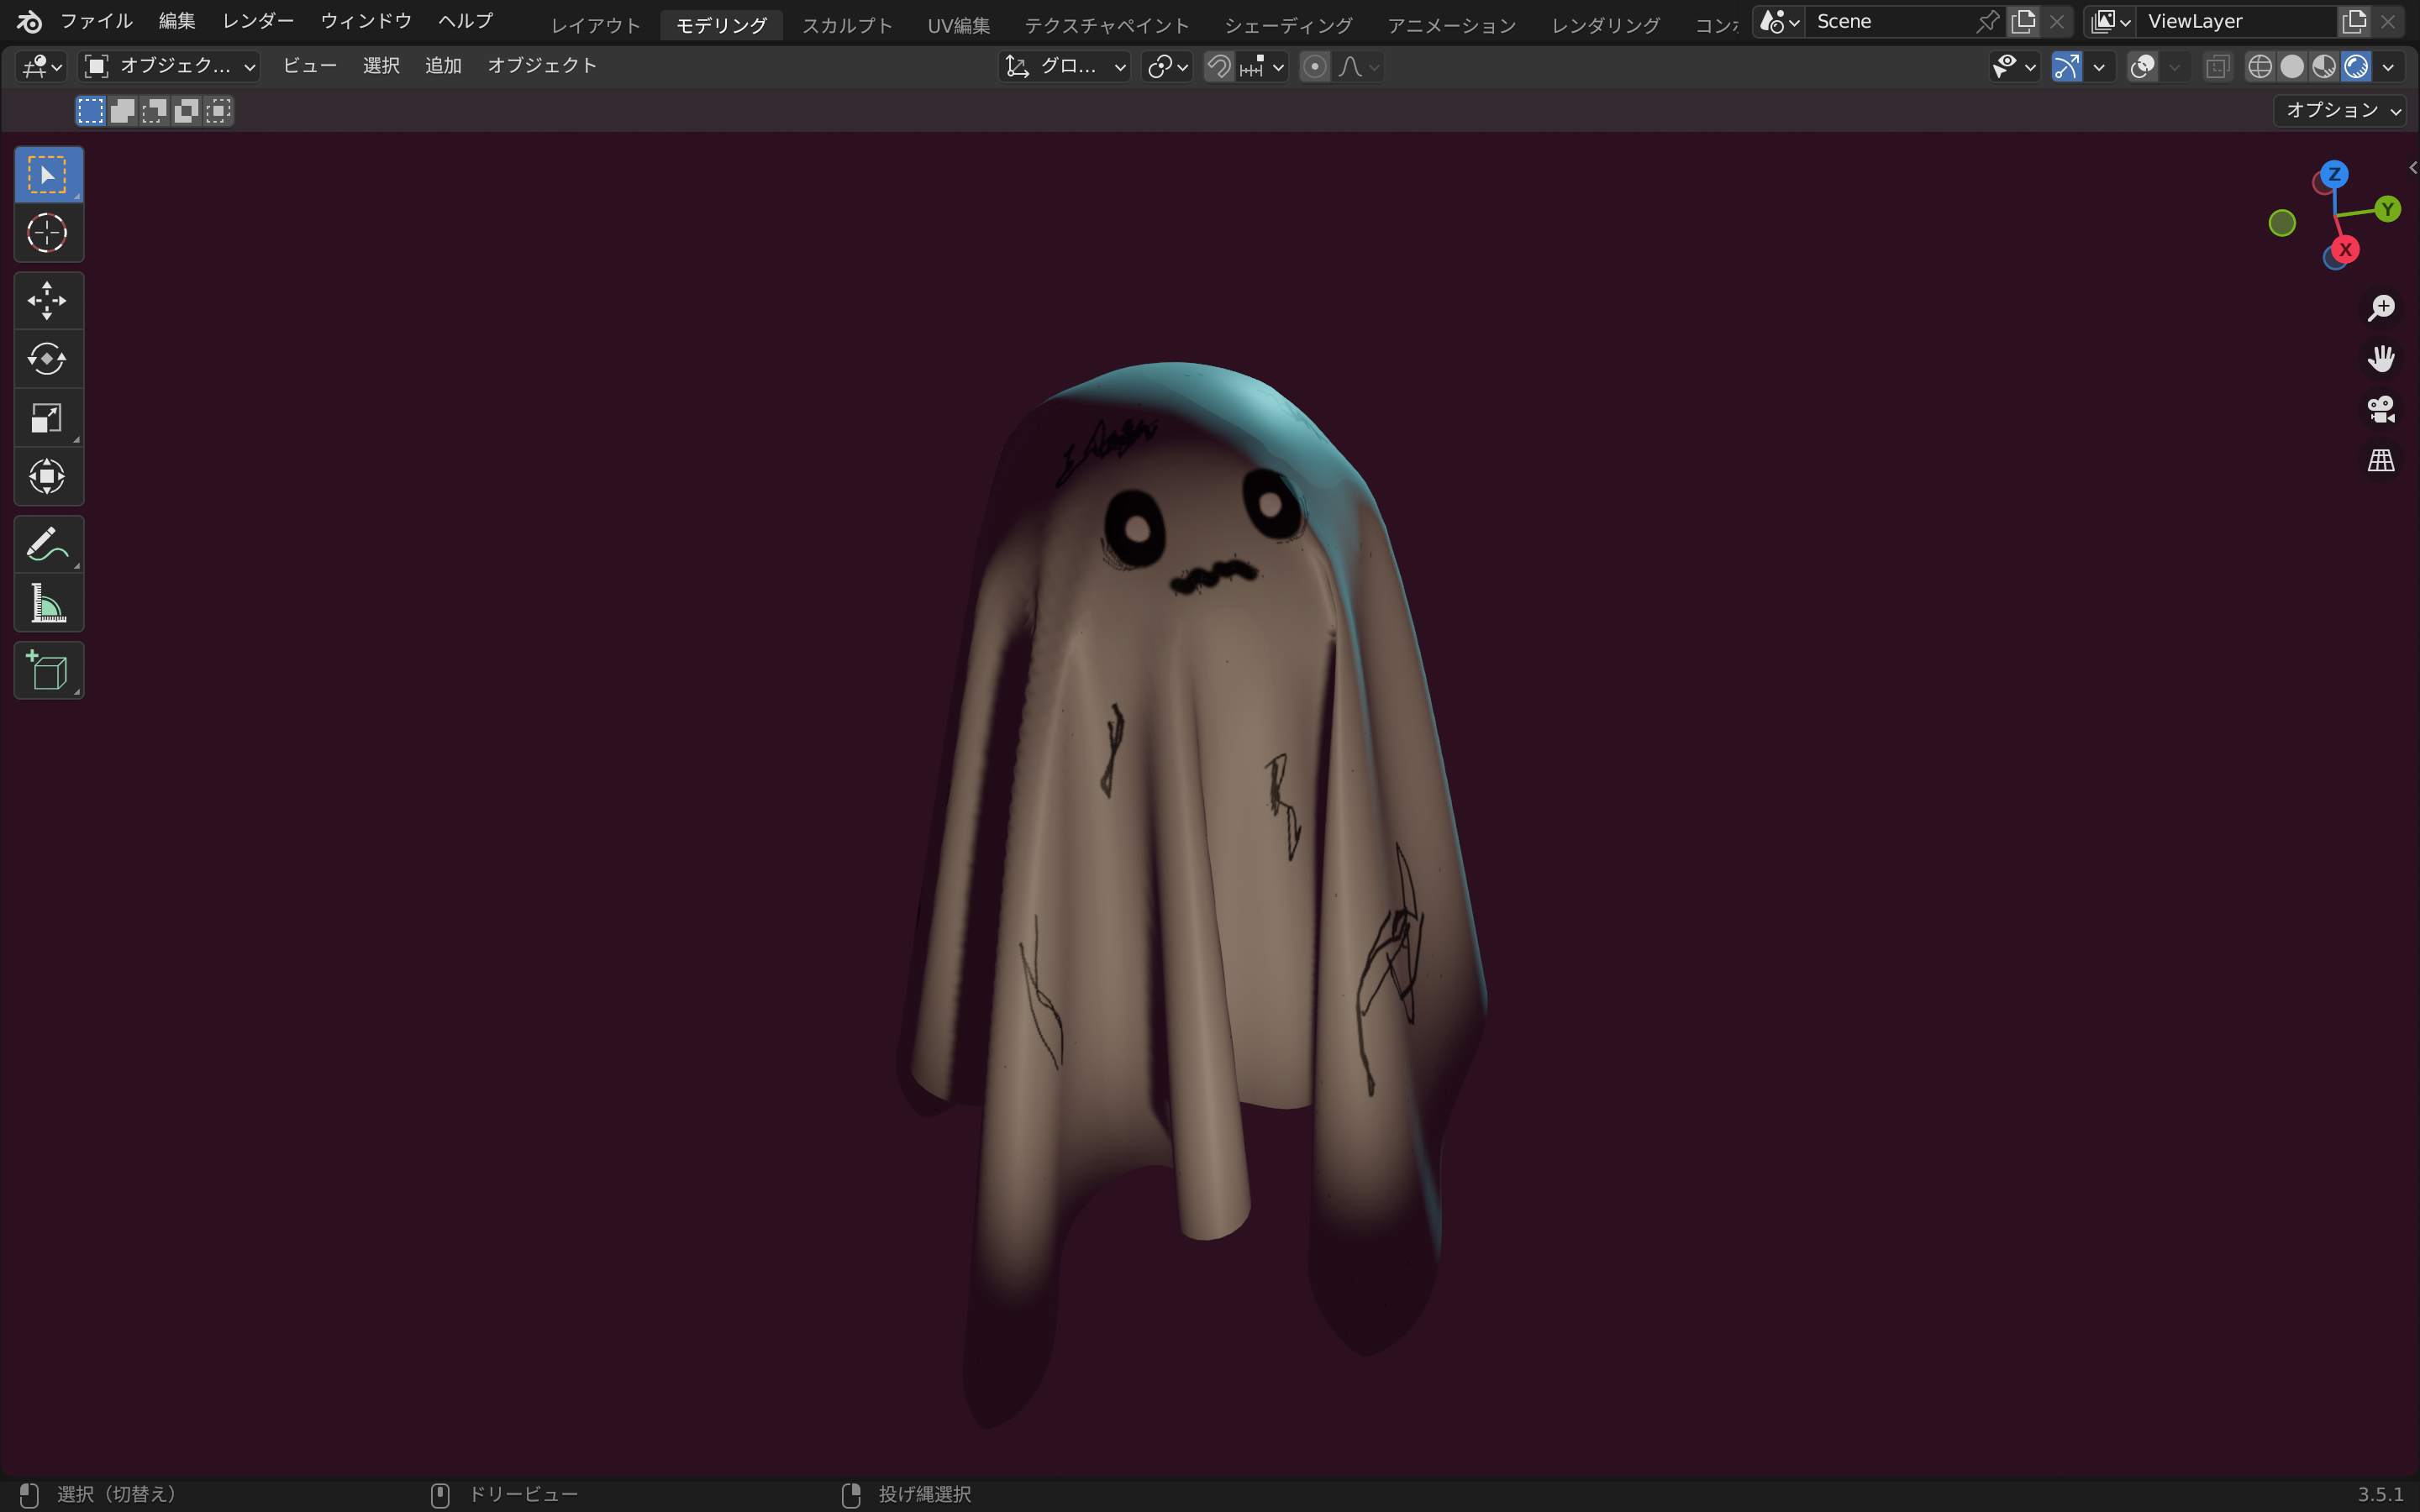 ファイル 編集 レンダー ウィンドウ ヘルプ レイアウト モデリング スカルプト UV編集 テクスチャペイント シェーディング アニメーション レンダリング コンポ Scene ViewLayer
オブジェク... ビュー 選択 追加 オブジェクト グロ...
オプション
Z
Y
X
選択（切替え） ドリービュー 投げ縄選択 3.5.1